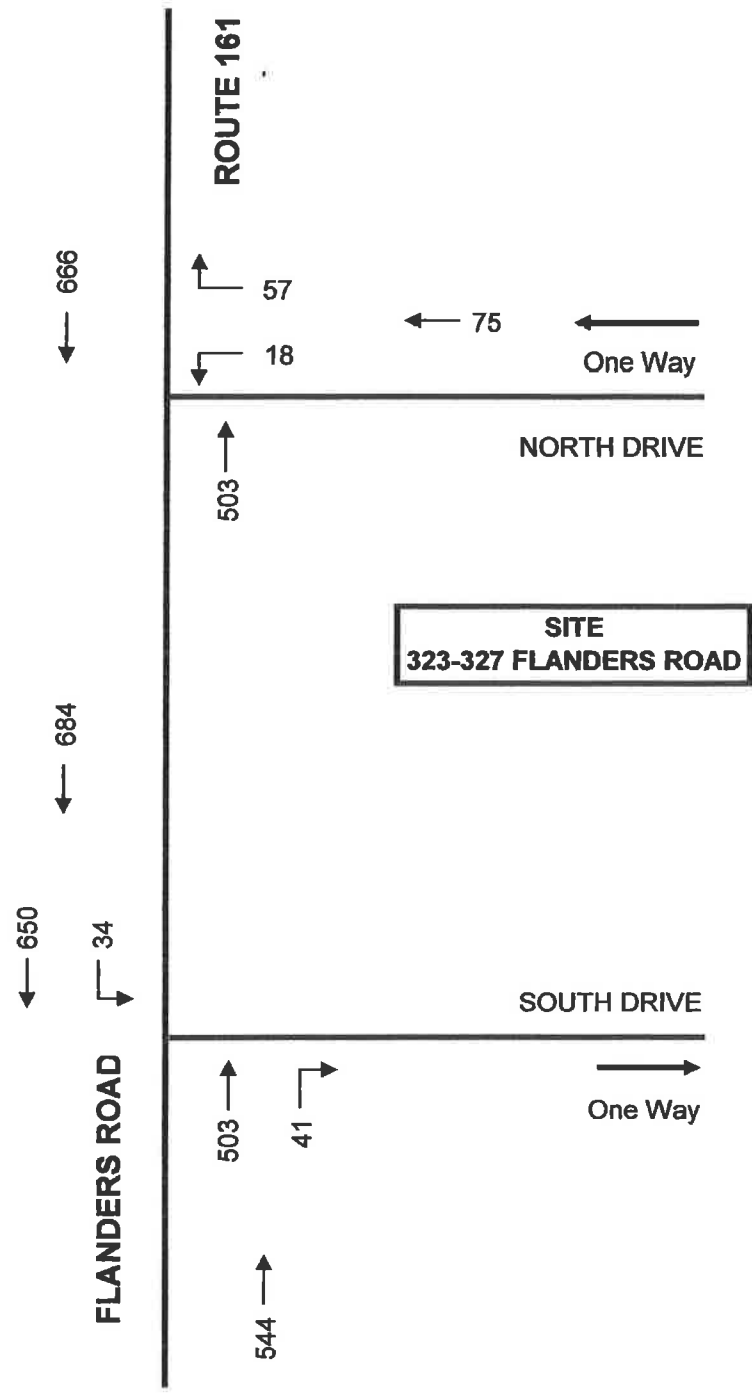 ROUTE 161
666
57
18
75
One Way
503
NORTH DRIVE
SITE
323-327 FLANDERS ROAD
684
650
34
SOUTH DRIVE
FLANDERS ROAD
503
41
One Way
544